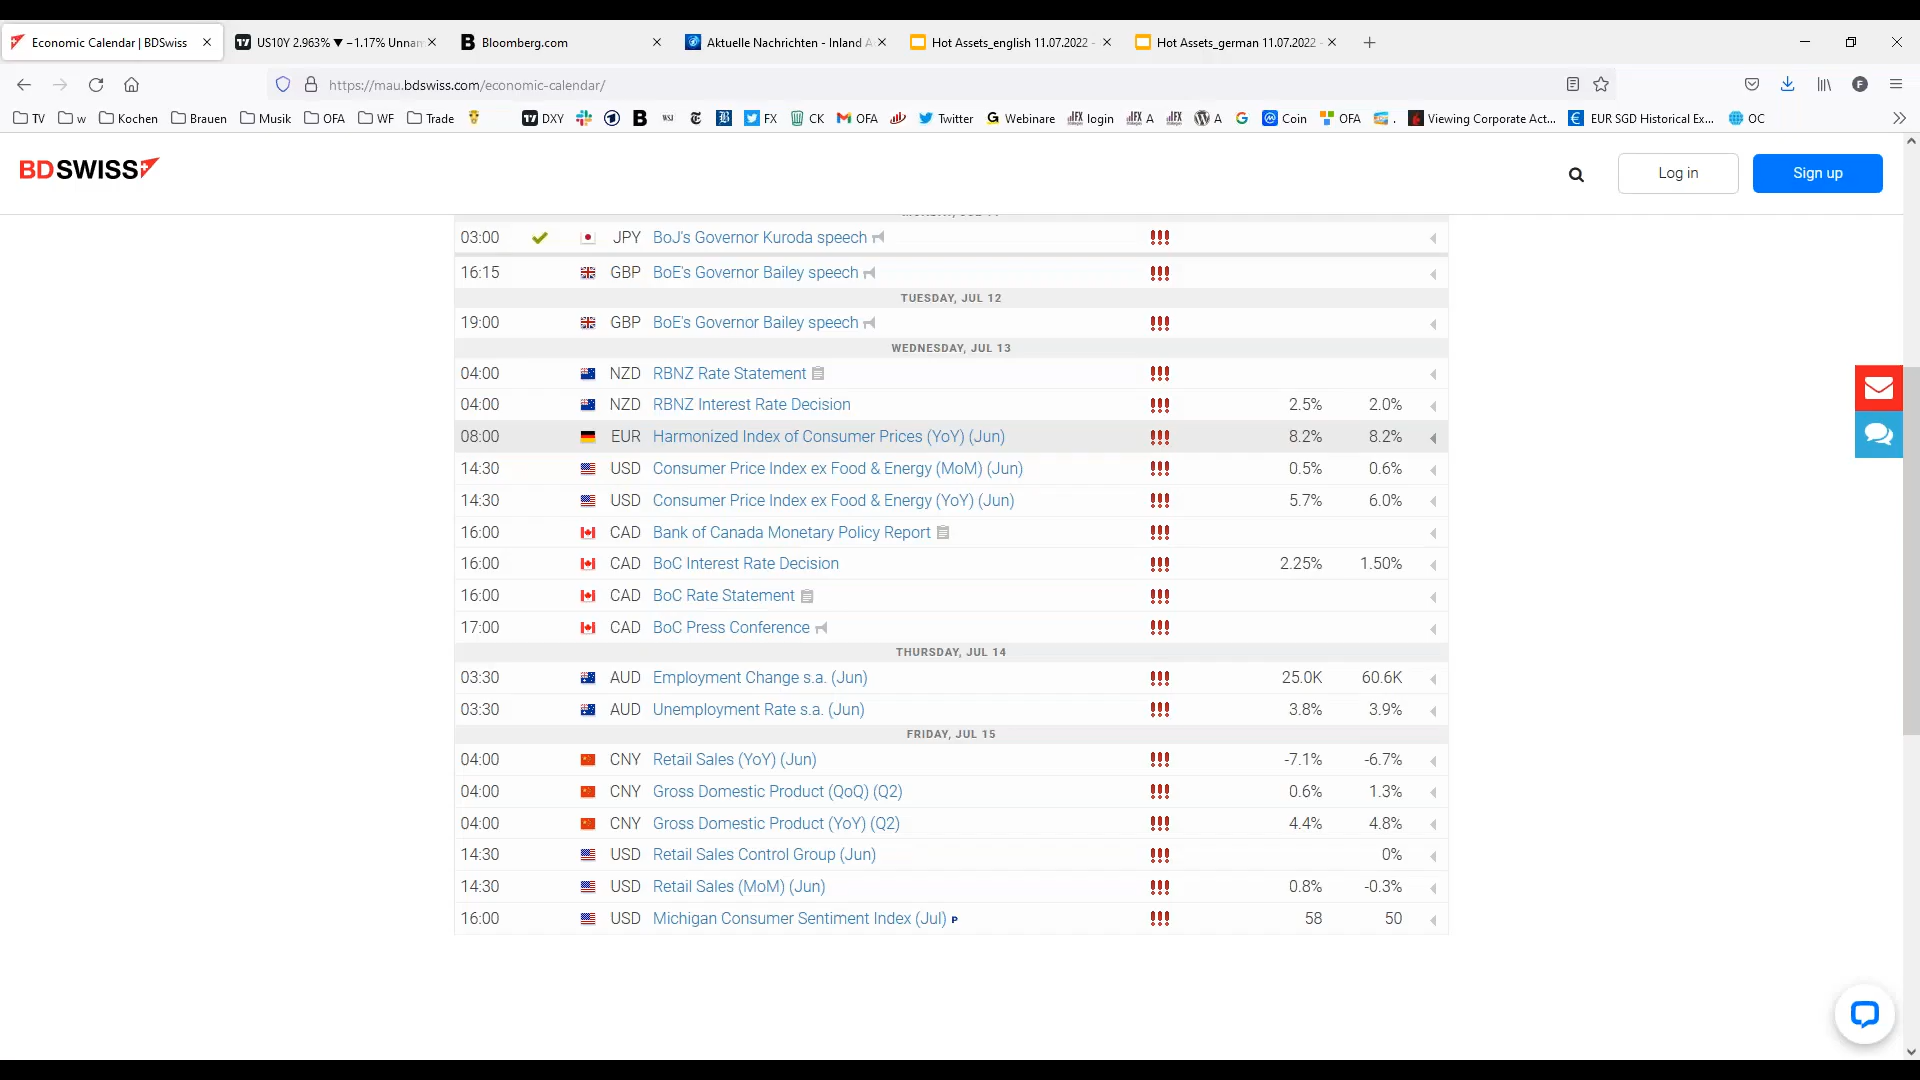 Economic Calendar | BDSwiss
US10Y 2.963% ▼ −1.17% Unnan
Bloomberg.com
Aktuelle Nachrichten - Inland A
Hot Assets_english 11.07.2022 -
Hot Assets_german 11.07.2022 -
https://mau.bdswiss.com/economic-calendar/
TV w Kochen Brauen Musik OFA WF Trade DXY FX CK OFA Twitter Webinare login A A Coin OFA . Viewing Corporate Act... EUR SGD Historical Ex... OC
BDSWISS
Log in
Sign up
03:00 JPY BoJ's Governor Kuroda speech
16:15 GBP BoE's Governor Bailey speech
TUESDAY, JUL 12
19:00 GBP BoE's Governor Bailey speech
WEDNESDAY, JUL 13
04:00 NZD RBNZ Rate Statement
04:00 NZD RBNZ Interest Rate Decision 2.5% 2.0%
08:00 EUR Harmonized Index of Consumer Prices (YoY) (Jun) 8.2% 8.2%
14:30 USD Consumer Price Index ex Food & Energy (MoM) (Jun) 0.5% 0.6%
14:30 USD Consumer Price Index ex Food & Energy (YoY) (Jun) 5.7% 6.0%
16:00 CAD Bank of Canada Monetary Policy Report
16:00 CAD BoC Interest Rate Decision 2.25% 1.50%
16:00 CAD BoC Rate Statement
17:00 CAD BoC Press Conference
THURSDAY, JUL 14
03:30 AUD Employment Change s.a. (Jun) 25.0K 60.6K
03:30 AUD Unemployment Rate s.a. (Jun) 3.8% 3.9%
FRIDAY, JUL 15
04:00 CNY Retail Sales (YoY) (Jun) -7.1% -6.7%
04:00 CNY Gross Domestic Product (QoQ) (Q2) 0.6% 1.3%
04:00 CNY Gross Domestic Product (YoY) (Q2) 4.4% 4.8%
14:30 USD Retail Sales Control Group (Jun) 0%
14:30 USD Retail Sales (MoM) (Jun) 0.8% -0.3%
16:00 USD Michigan Consumer Sentiment Index (Jul) P 58 50